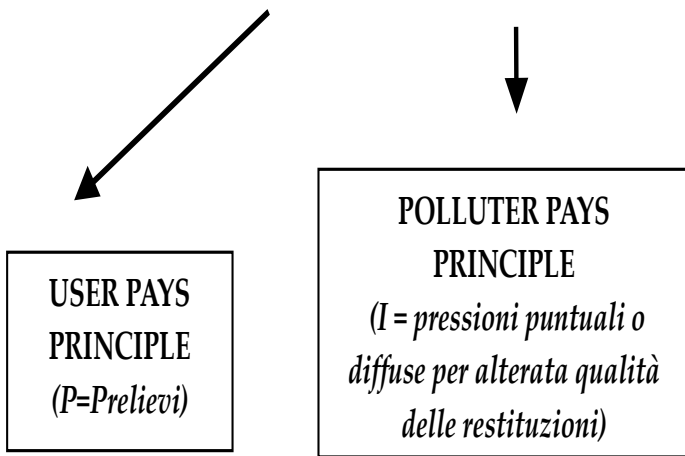 USER PAYS
PRINCIPLE
(P=Prelievi)
POLLUTER PAYS
PRINCIPLE
(I = pressioni puntuali o
diffuse per alterata qualità
delle restituzioni)